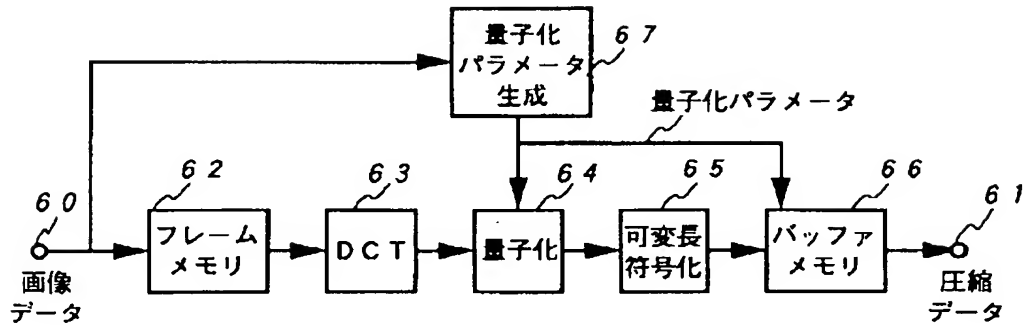 量子化
パラメータ
生成
67
量子化パラメータ
60
画像
データ
62
フレーム
メモリ
63
DCT
64
量子化
65
可変長
符号化
66
バッファ
メモリ
61
圧縮
データ